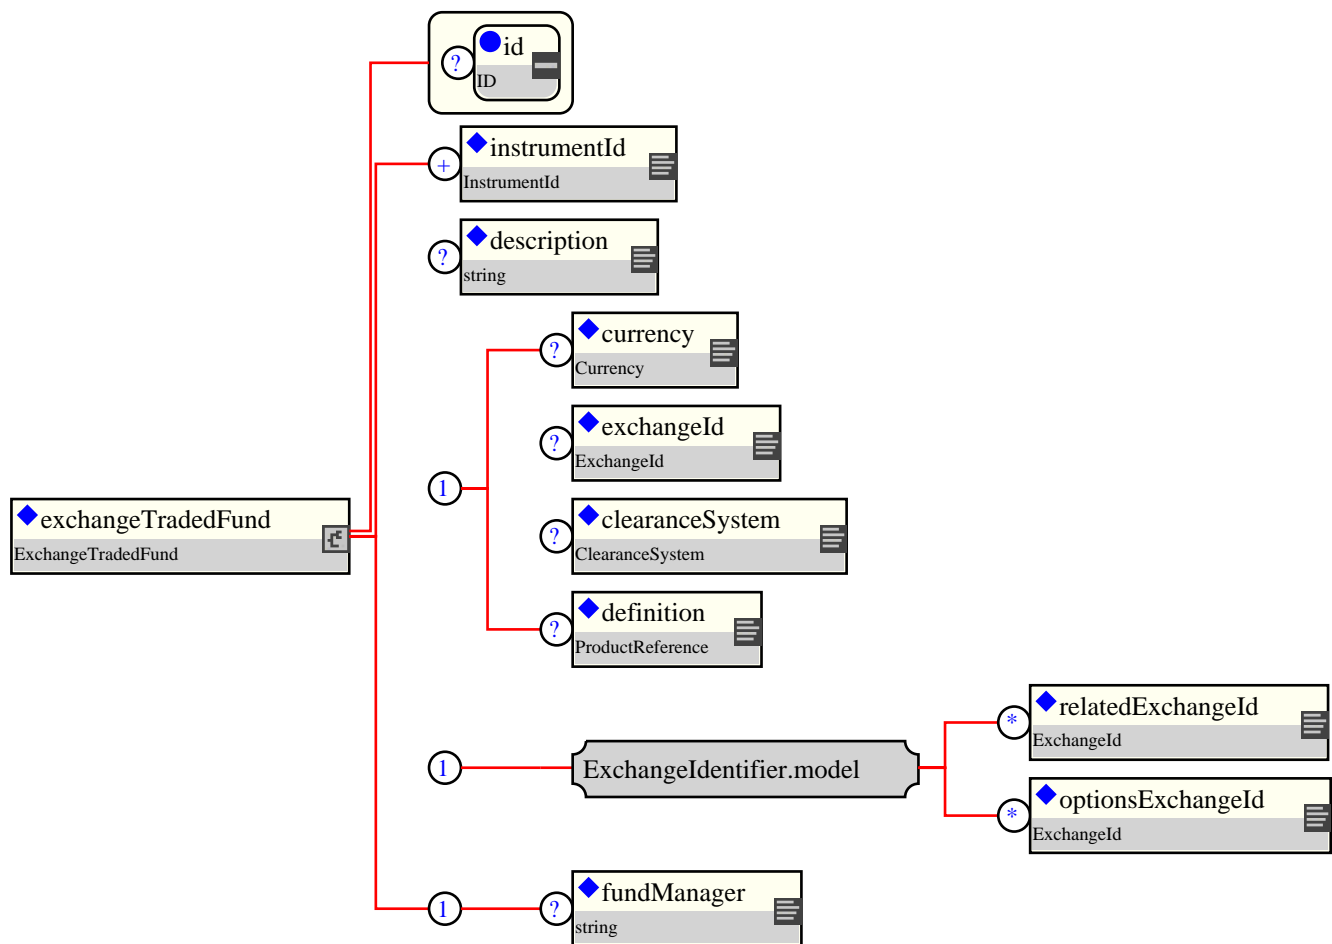 id
?
ID
instrumentId
+
InstrumentId
description
?
string
currency
?
Currency
exchangeId
?
ExchangeId
1
exchangeTradedFund
ExchangeTradedFund
clearanceSystem
?
ClearanceSystem
definition
?
ProductReference
relatedExchangeId
*
ExchangeId
1
ExchangeIdentifier.model
optionsExchangeId
*
ExchangeId
fundManager
1
?
string